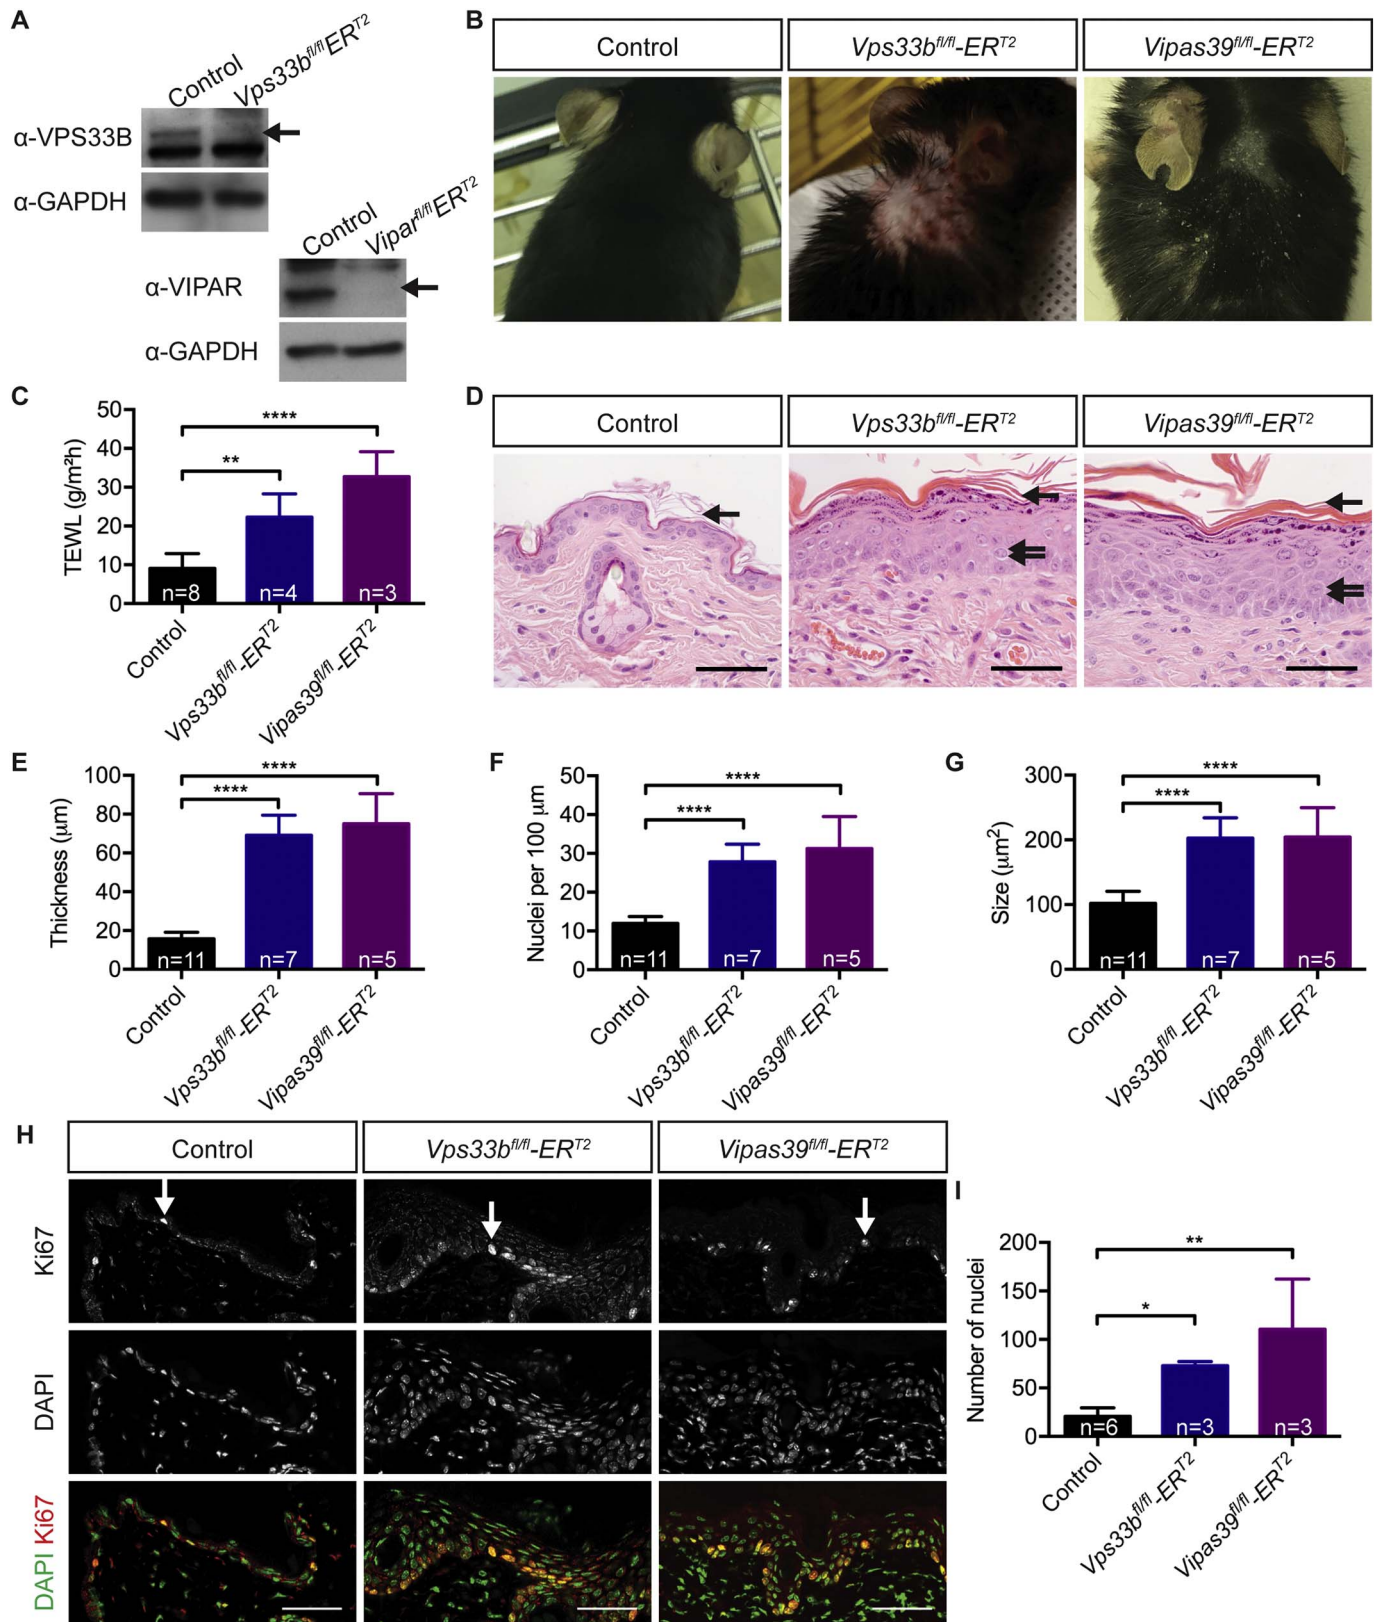 A
Control
Vps33b^fl/fl ER^T2
α-VPS33B
α-GAPDH
Control
Vipar^fl/fl ER^T2
α-VIPAR
α-GAPDH
B
Control
Vps33b^fl/fl-ER^T2
Vipas39^fl/fl-ER^T2
C
TEWL (g/m²h)
50
40
30
20
10
0
****
**
n=8
n=4
n=3
Control
Vps33b^fl/fl-ER^T2
Vipas39^fl/fl-ER^T2
D
Control
Vps33b^fl/fl-ER^T2
Vipas39^fl/fl-ER^T2
E
Thickness (μm)
100
80
60
40
20
0
****
****
n=11
n=7
n=5
Control
Vps33b^fl/fl-ER^T2
Vipas39^fl/fl-ER^T2
F
Nuclei per 100 μm
50
40
30
20
10
0
****
****
n=11
n=7
n=5
Control
Vps33b^fl/fl-ER^T2
Vipas39^fl/fl-ER^T2
G
Size (μm²)
300
200
100
0
****
****
n=11
n=7
n=5
Control
Vps33b^fl/fl-ER^T2
Vipas39^fl/fl-ER^T2
H
Control
Vps33b^fl/fl-ER^T2
Vipas39^fl/fl-ER^T2
Ki67
DAPI
DAPI Ki67
I
Number of nuclei
200
150
100
50
0
**
*
n=6
n=3
n=3
Control
Vps33b^fl/fl-ER^T2
Vipas39^fl/fl-ER^T2